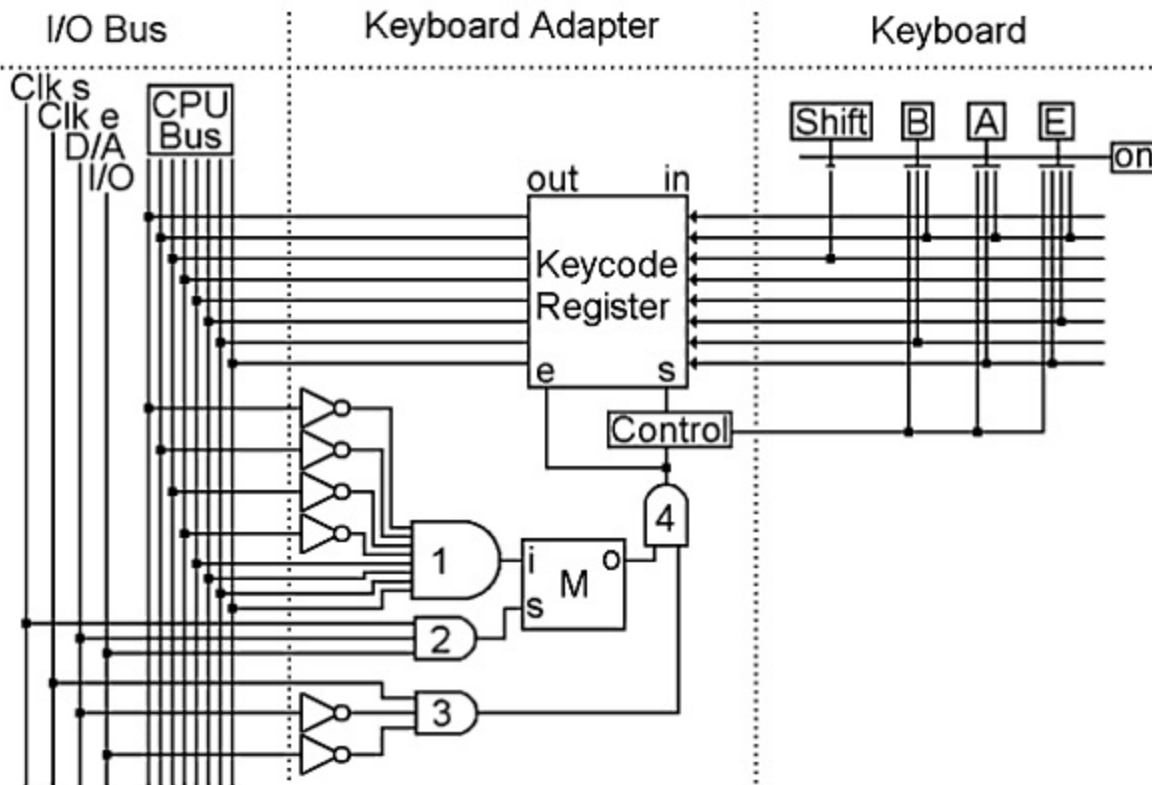 I/O Bus
Keyboard Adapter
Keyboard
Clk s
Clk e
D/A
I/O
CPU
Bus
Shift
B
A
E
on
out
in
Keycode
Register
e
s
Control
4
1
i
o
M
s
2
3